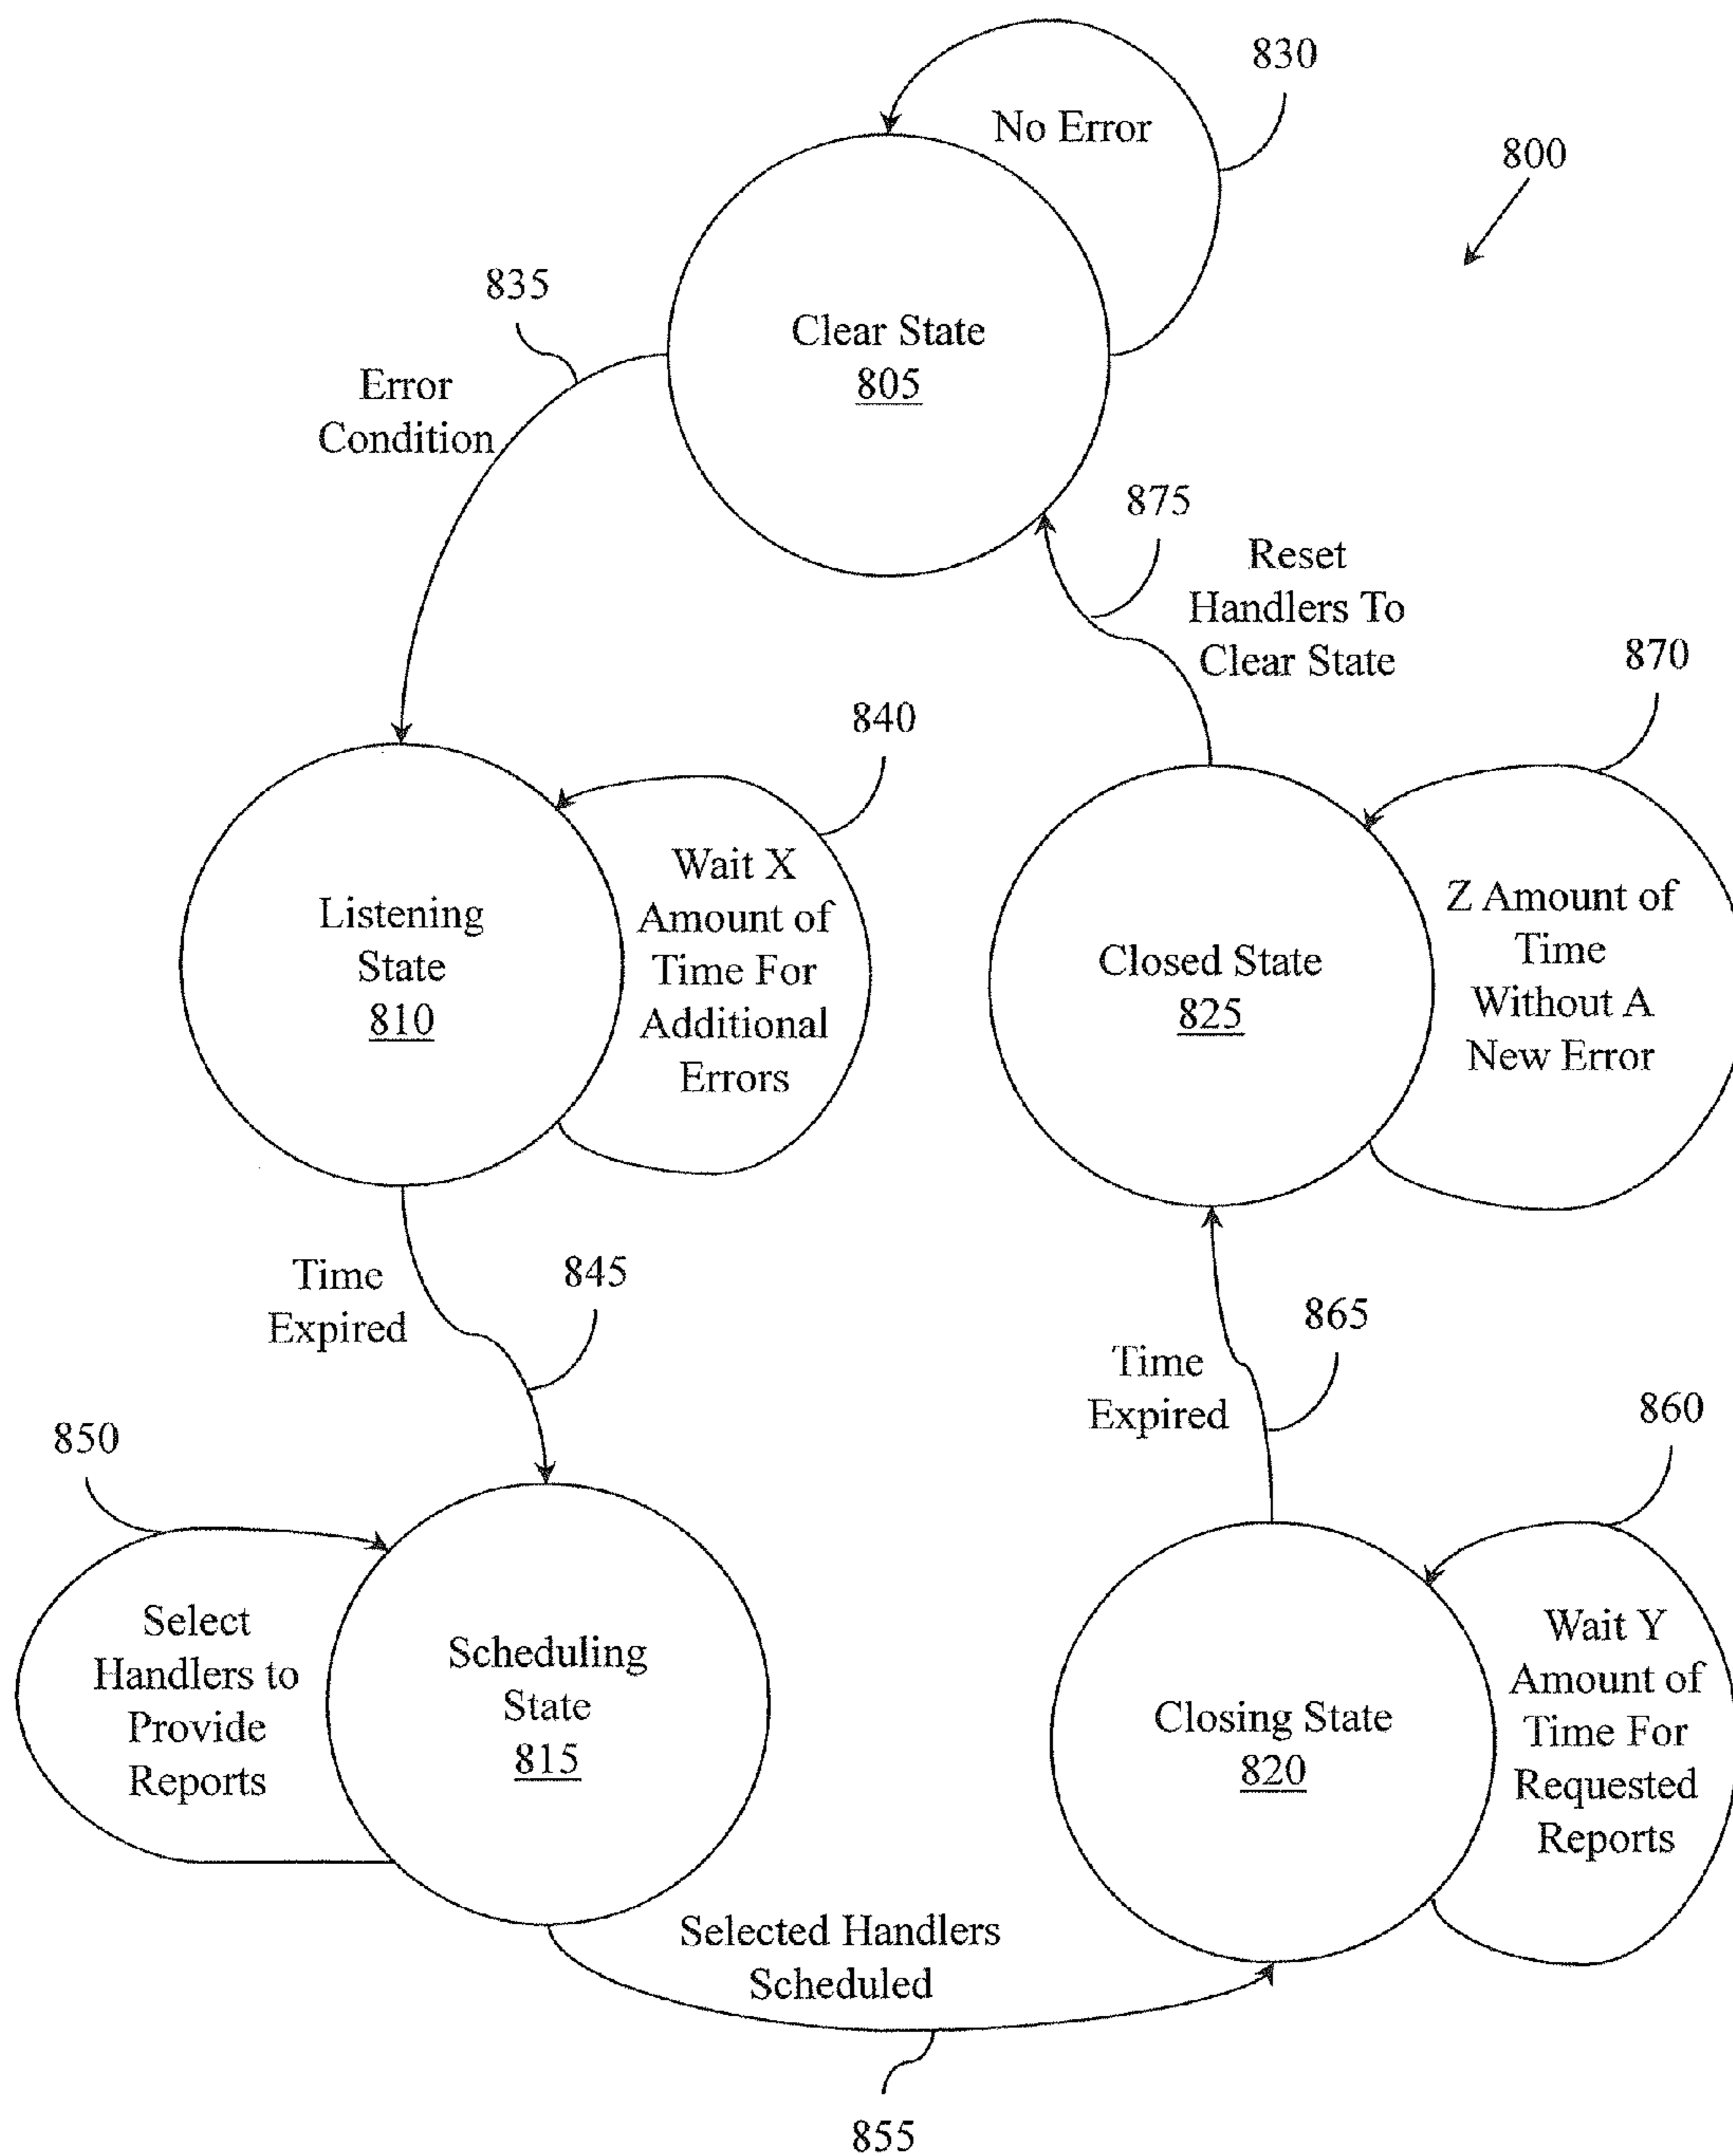 830
No Error
800
835
Clear State
805
Error
Condition
875
Reset
Handlers To
Clear State
870
840
Wait X
Amount of
Time For
Additional
Errors
Listening
State
810
Closed State
825
Z Amount of
Time
Without A
New Error
Time
Expired
845
865
Time
Expired
850
860
Select
Handlers to
Provide
Reports
Scheduling
State
815
Closing State
820
Wait Y
Amount of
Time For
Requested
Reports
Selected Handlers
Scheduled
855